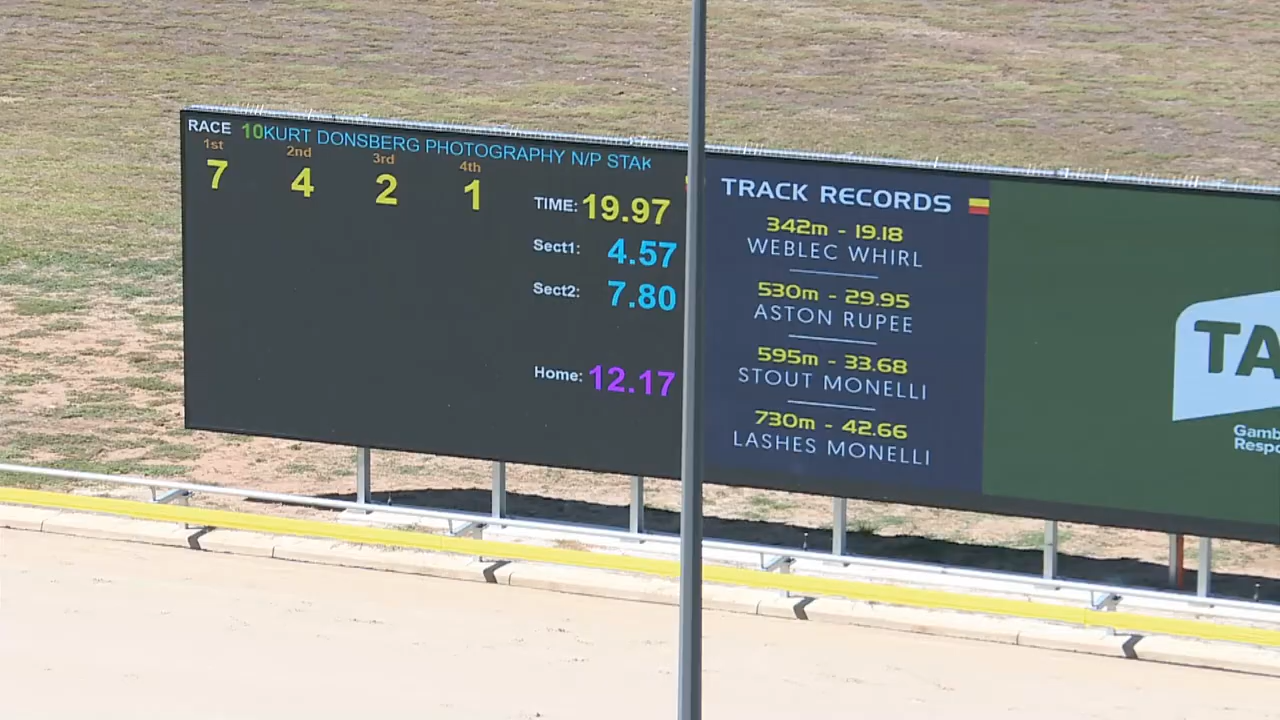 RACE 10KURT DONSBERG PHOTOGRAPHY N/P STAK
1st 2nd 3rd 4th
7 4 2 1
TIME: 19.97
Sect1: 4.57
Sect2: 7.80
Home: 12.17
TRACK RECORDS
342m - 19.18
WEBLEC WHIRL
530m - 29.95
ASTON RUPEE
595m - 33.68
STOUT MONELLI
730m - 42.66
LASHES MONELLI
TA
Gamb
Respo